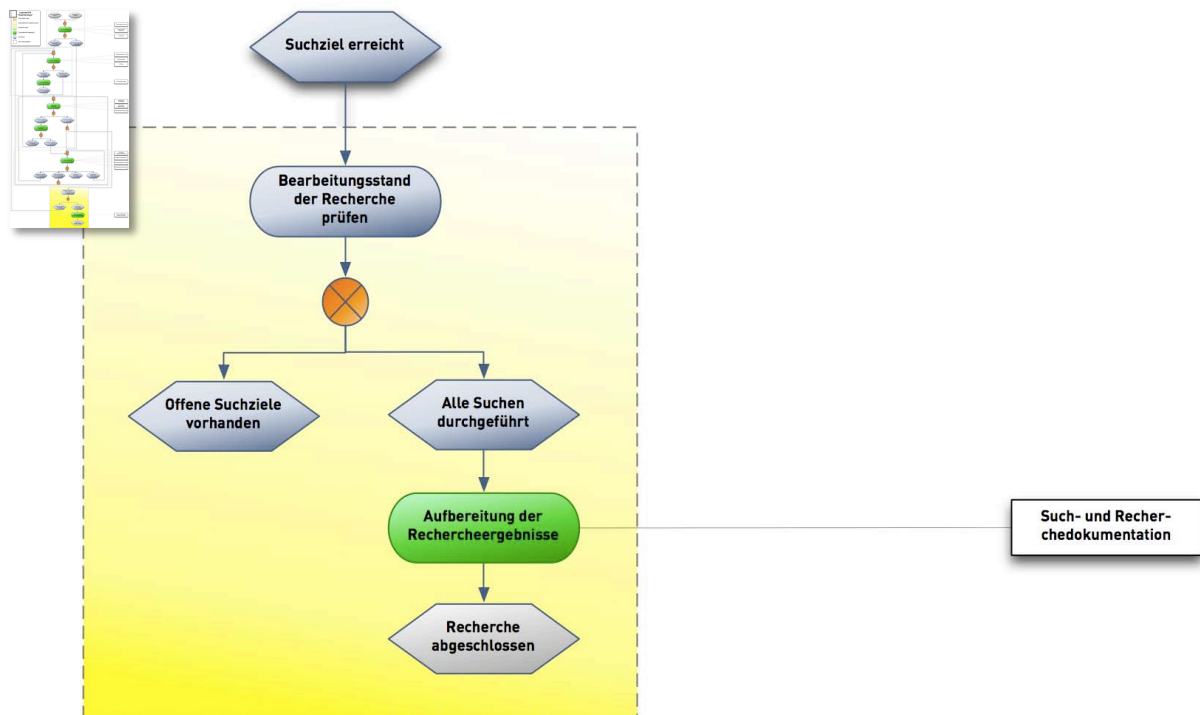 Suchziel erreicht
Bearbeitungsstand
der Recherche
prüfen
Offene Suchziele
vorhanden
Alle Suchen
durchgeführt
Aufbereitung der
Rechercheergebnisse
Such- und Recher-
chedokumentation
Recherche
abgeschlossen